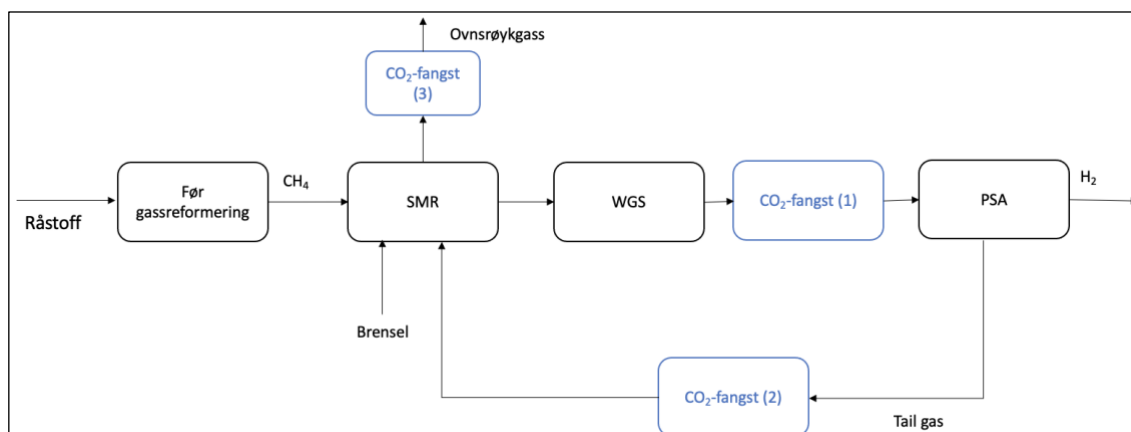 Ovnsrøykgass
CO₂-fangst
(3)
Råstoff
Før
gassreformering
CH₄
SMR
WGS
CO₂-fangst (1)
PSA
H₂
Brensel
CO₂-fangst (2)
Tail gas